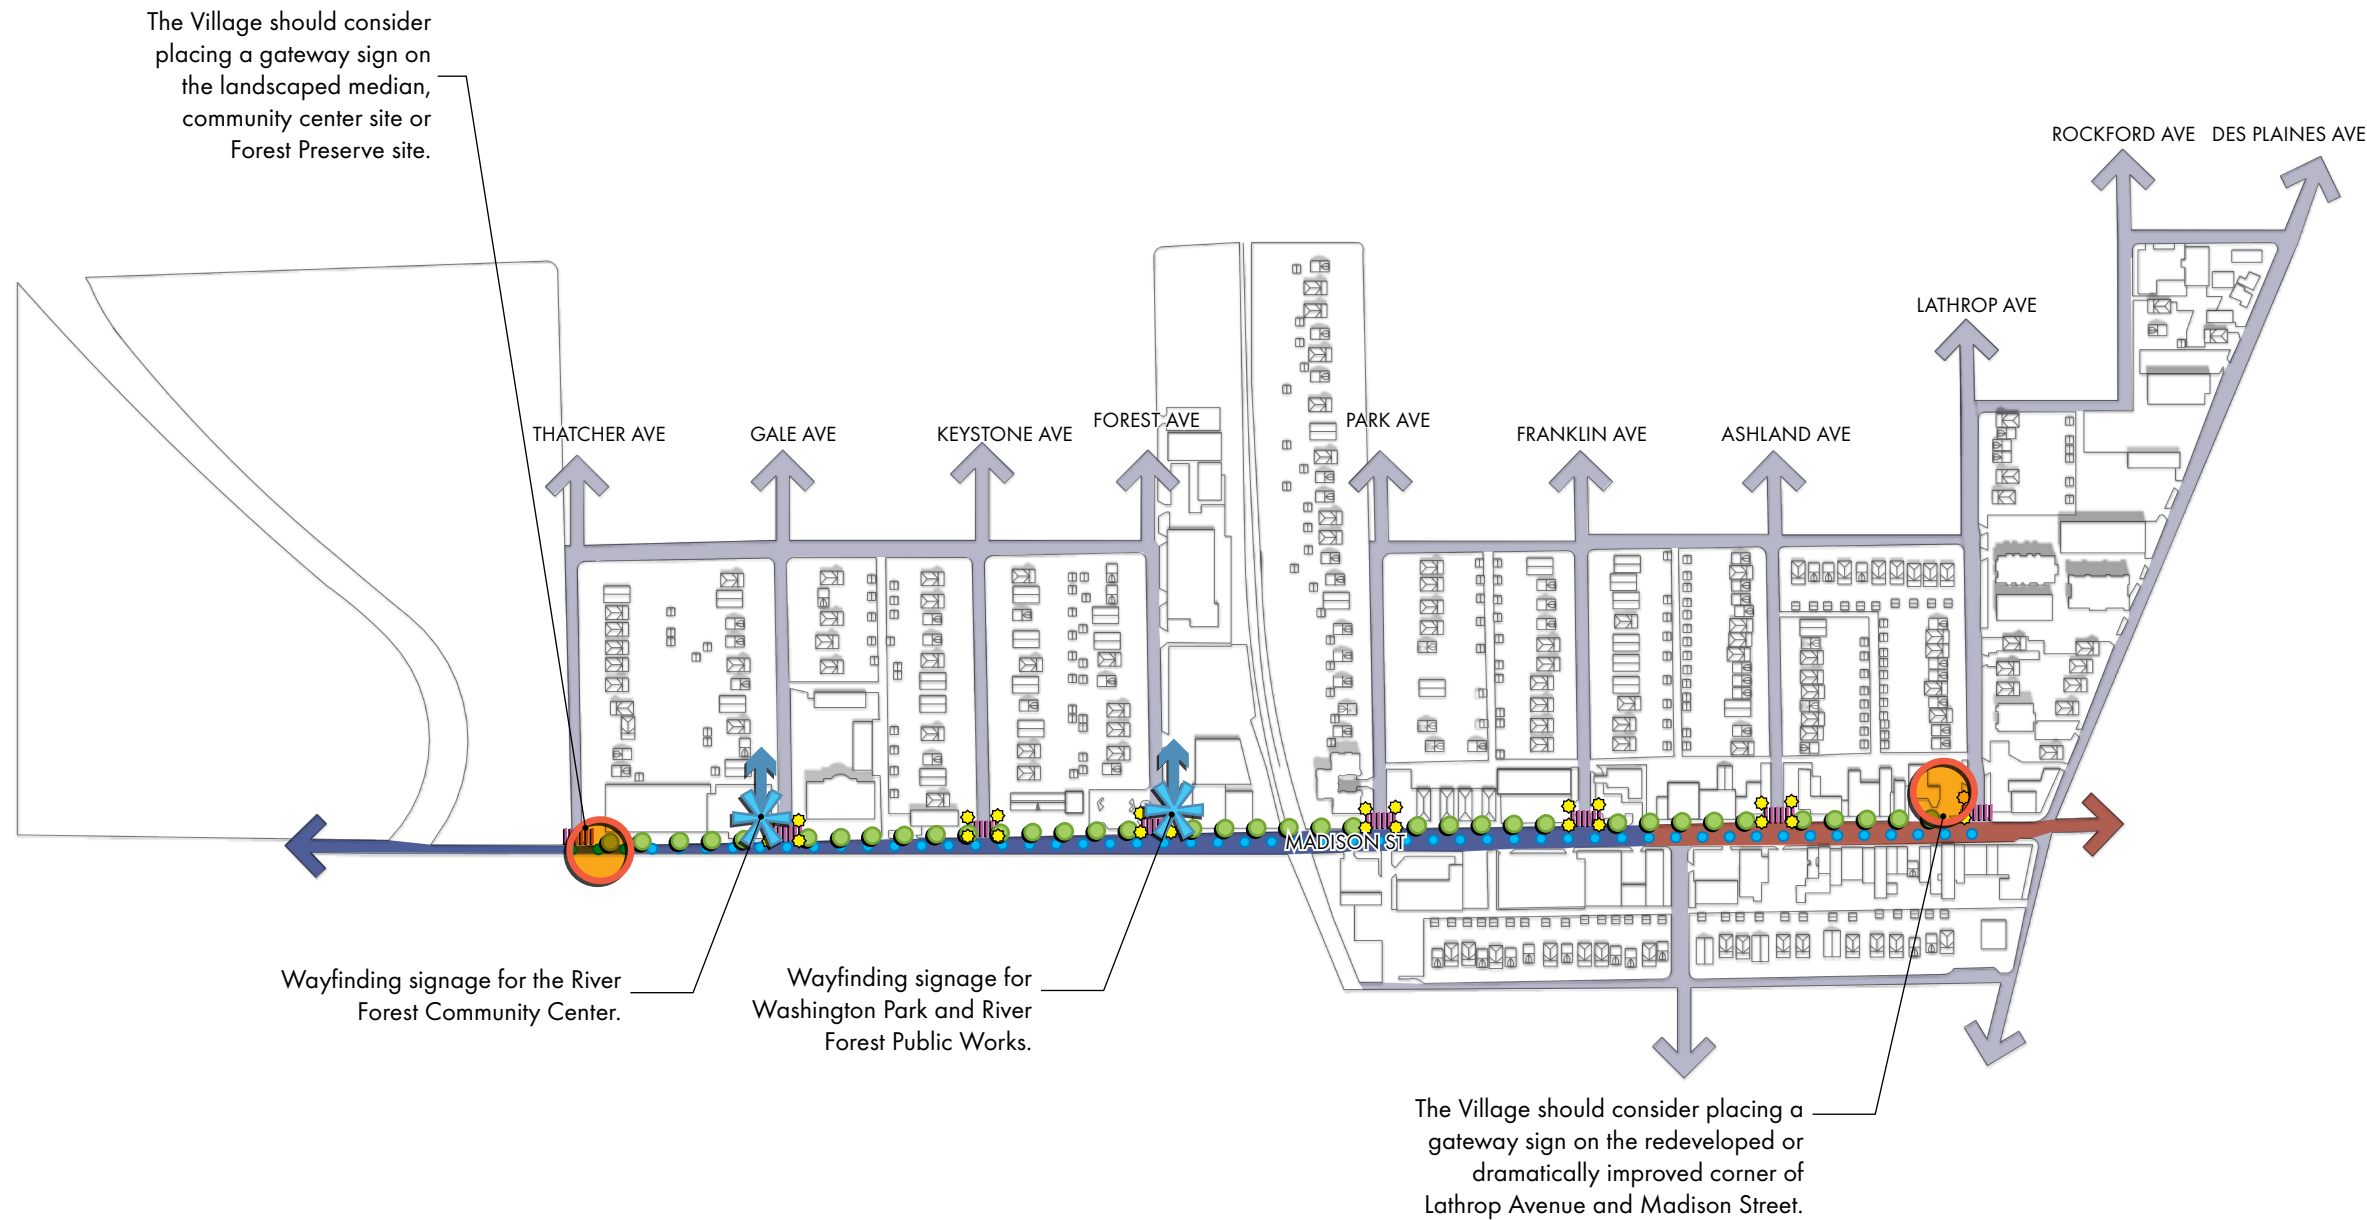 The Village should consider
placing a gateway sign on
the landscaped median,
community center site or
Forest Preserve site.
ROCKFORD AVE
DES PLAINES AVE
LATHROP AVE
THATCHER AVE
GALE AVE
KEYSTONE AVE
FOREST AVE
PARK AVE
FRANKLIN AVE
ASHLAND AVE
MADISON ST
Wayfinding signage for the River
Forest Community Center.
Wayfinding signage for
Washington Park and River
Forest Public Works.
The Village should consider placing a
gateway sign on the redeveloped or
dramatically improved corner of
Lathrop Avenue and Madison Street.